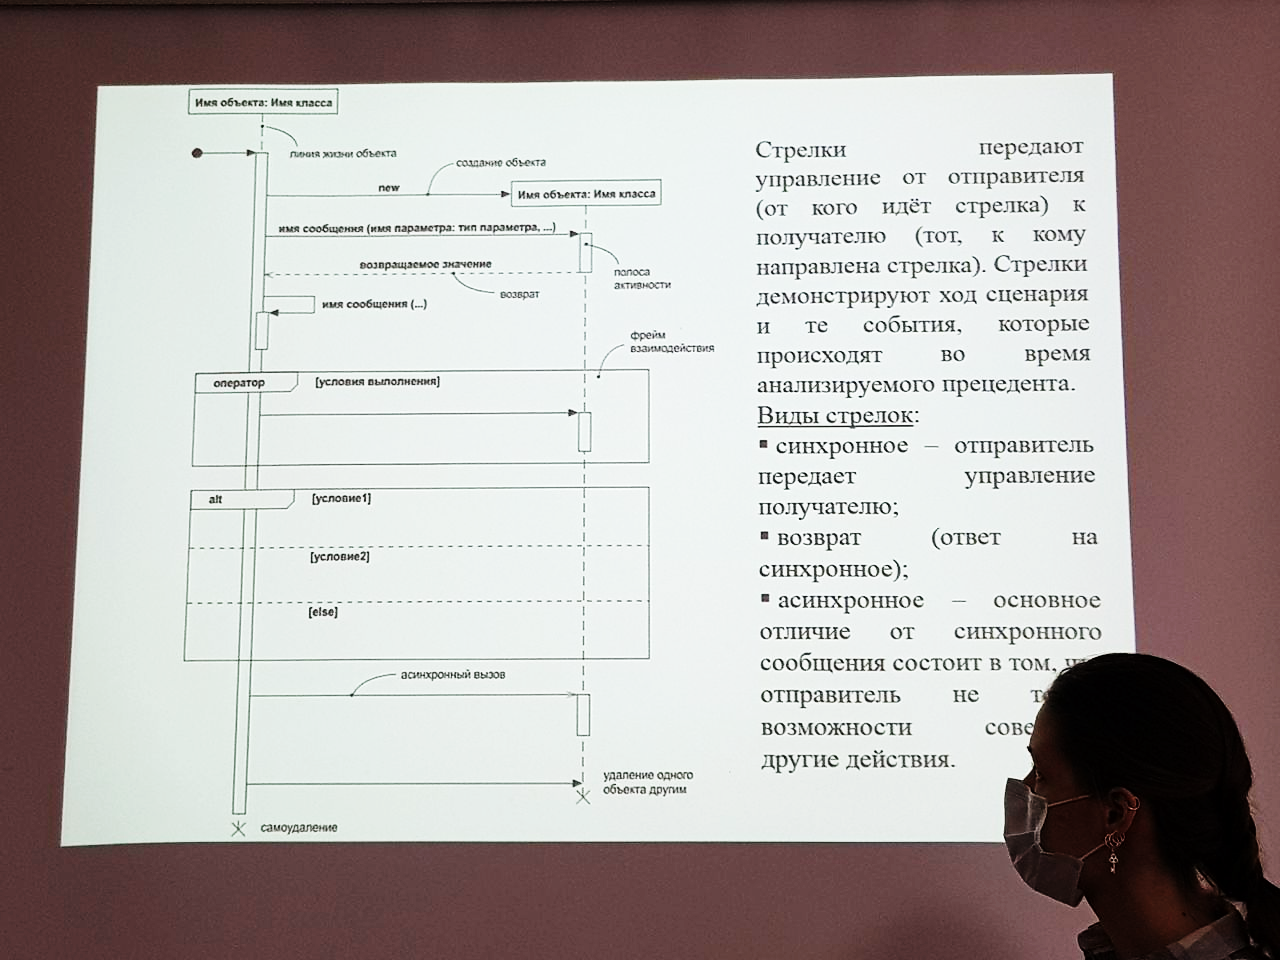 Имя объекта: Имя класса
линия жизни объекта
создание объекта
new
Имя объекта: Имя класса
имя сообщения (имя параметра: тип параметра, ...)
возвращаемое значение
полоса
активности
возврат
имя сообщения (...)
фрейм
взаимодействия
оператор
[условия выполнения]
alt
[условие1]
[условие2]
[else]
асинхронный вызов
удаление одного
объекта другим
самоудаление
Стрелки передают
управление от отправителя
(от кого идёт стрелка) к
получателю (тот, к кому
направлена стрелка). Стрелки
демонстрируют ход сценария
и те события, которые
происходят во время
анализируемого прецедента.
Виды стрелок:
▪ синхронное – отправитель
передает управление
получателю;
▪ возврат (ответ на
синхронное);
▪ асинхронное – основное
отличие от синхронного
сообщения состоит в том,
отправитель не
возможности
другие действия.